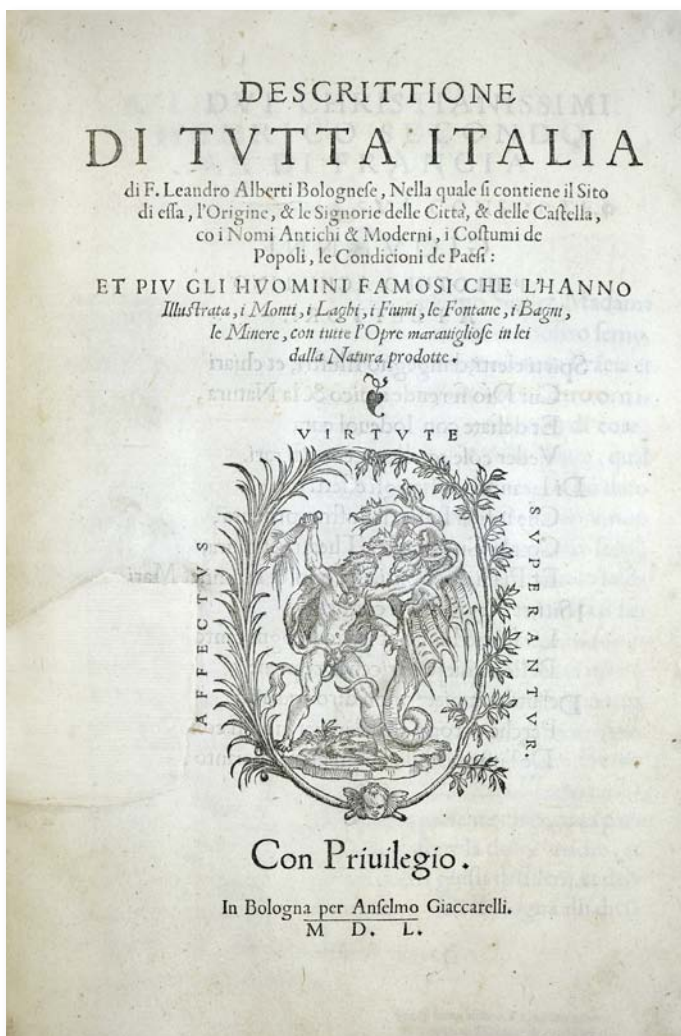 DESCRITTIONE
DI TVTTA ITALIA
di F. Leandro Alberti Bologneſe, Nella quale ſi contiene il Sito
di eſſa, l'Origine, & le Signorie delle Città, & delle Caſtella,
co i Nomi Antichi & Moderni, i Coſtumi de
Popoli, le Condicioni de Paeſi:
ET PIV GLI HVOMINI FAMOSI CHE L'HANNO
Illuſtrata, i Monti, i Laghi, i Fiumi, le Fontane, i Bagni,
le Minere, con tutte l'Opre marauiglioſe in lei
dalla Natura prodotte.
VIRTVTE
AFFECTVS
SVPERANTVR.
Con Priuilegio.
In Bologna per Anſelmo Giaccarelli.
M D. L.